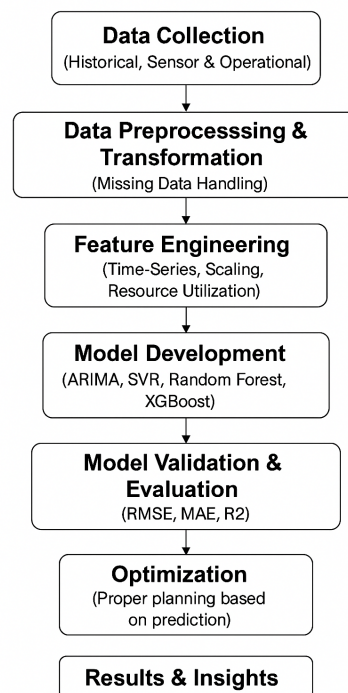 Data Collection
(Historical, Sensor & Operational)
Data Preprocesssing &
Transformation
(Missing Data Handling)
Feature Engineering
(Time-Series, Scaling,
Resource Utilization)
Model Development
(ARIMA, SVR, Random Forest,
XGBoost)
Model Validation &
Evaluation
(RMSE, MAE, R2)
Optimization
(Proper planning based
on prediction)
Results & Insights